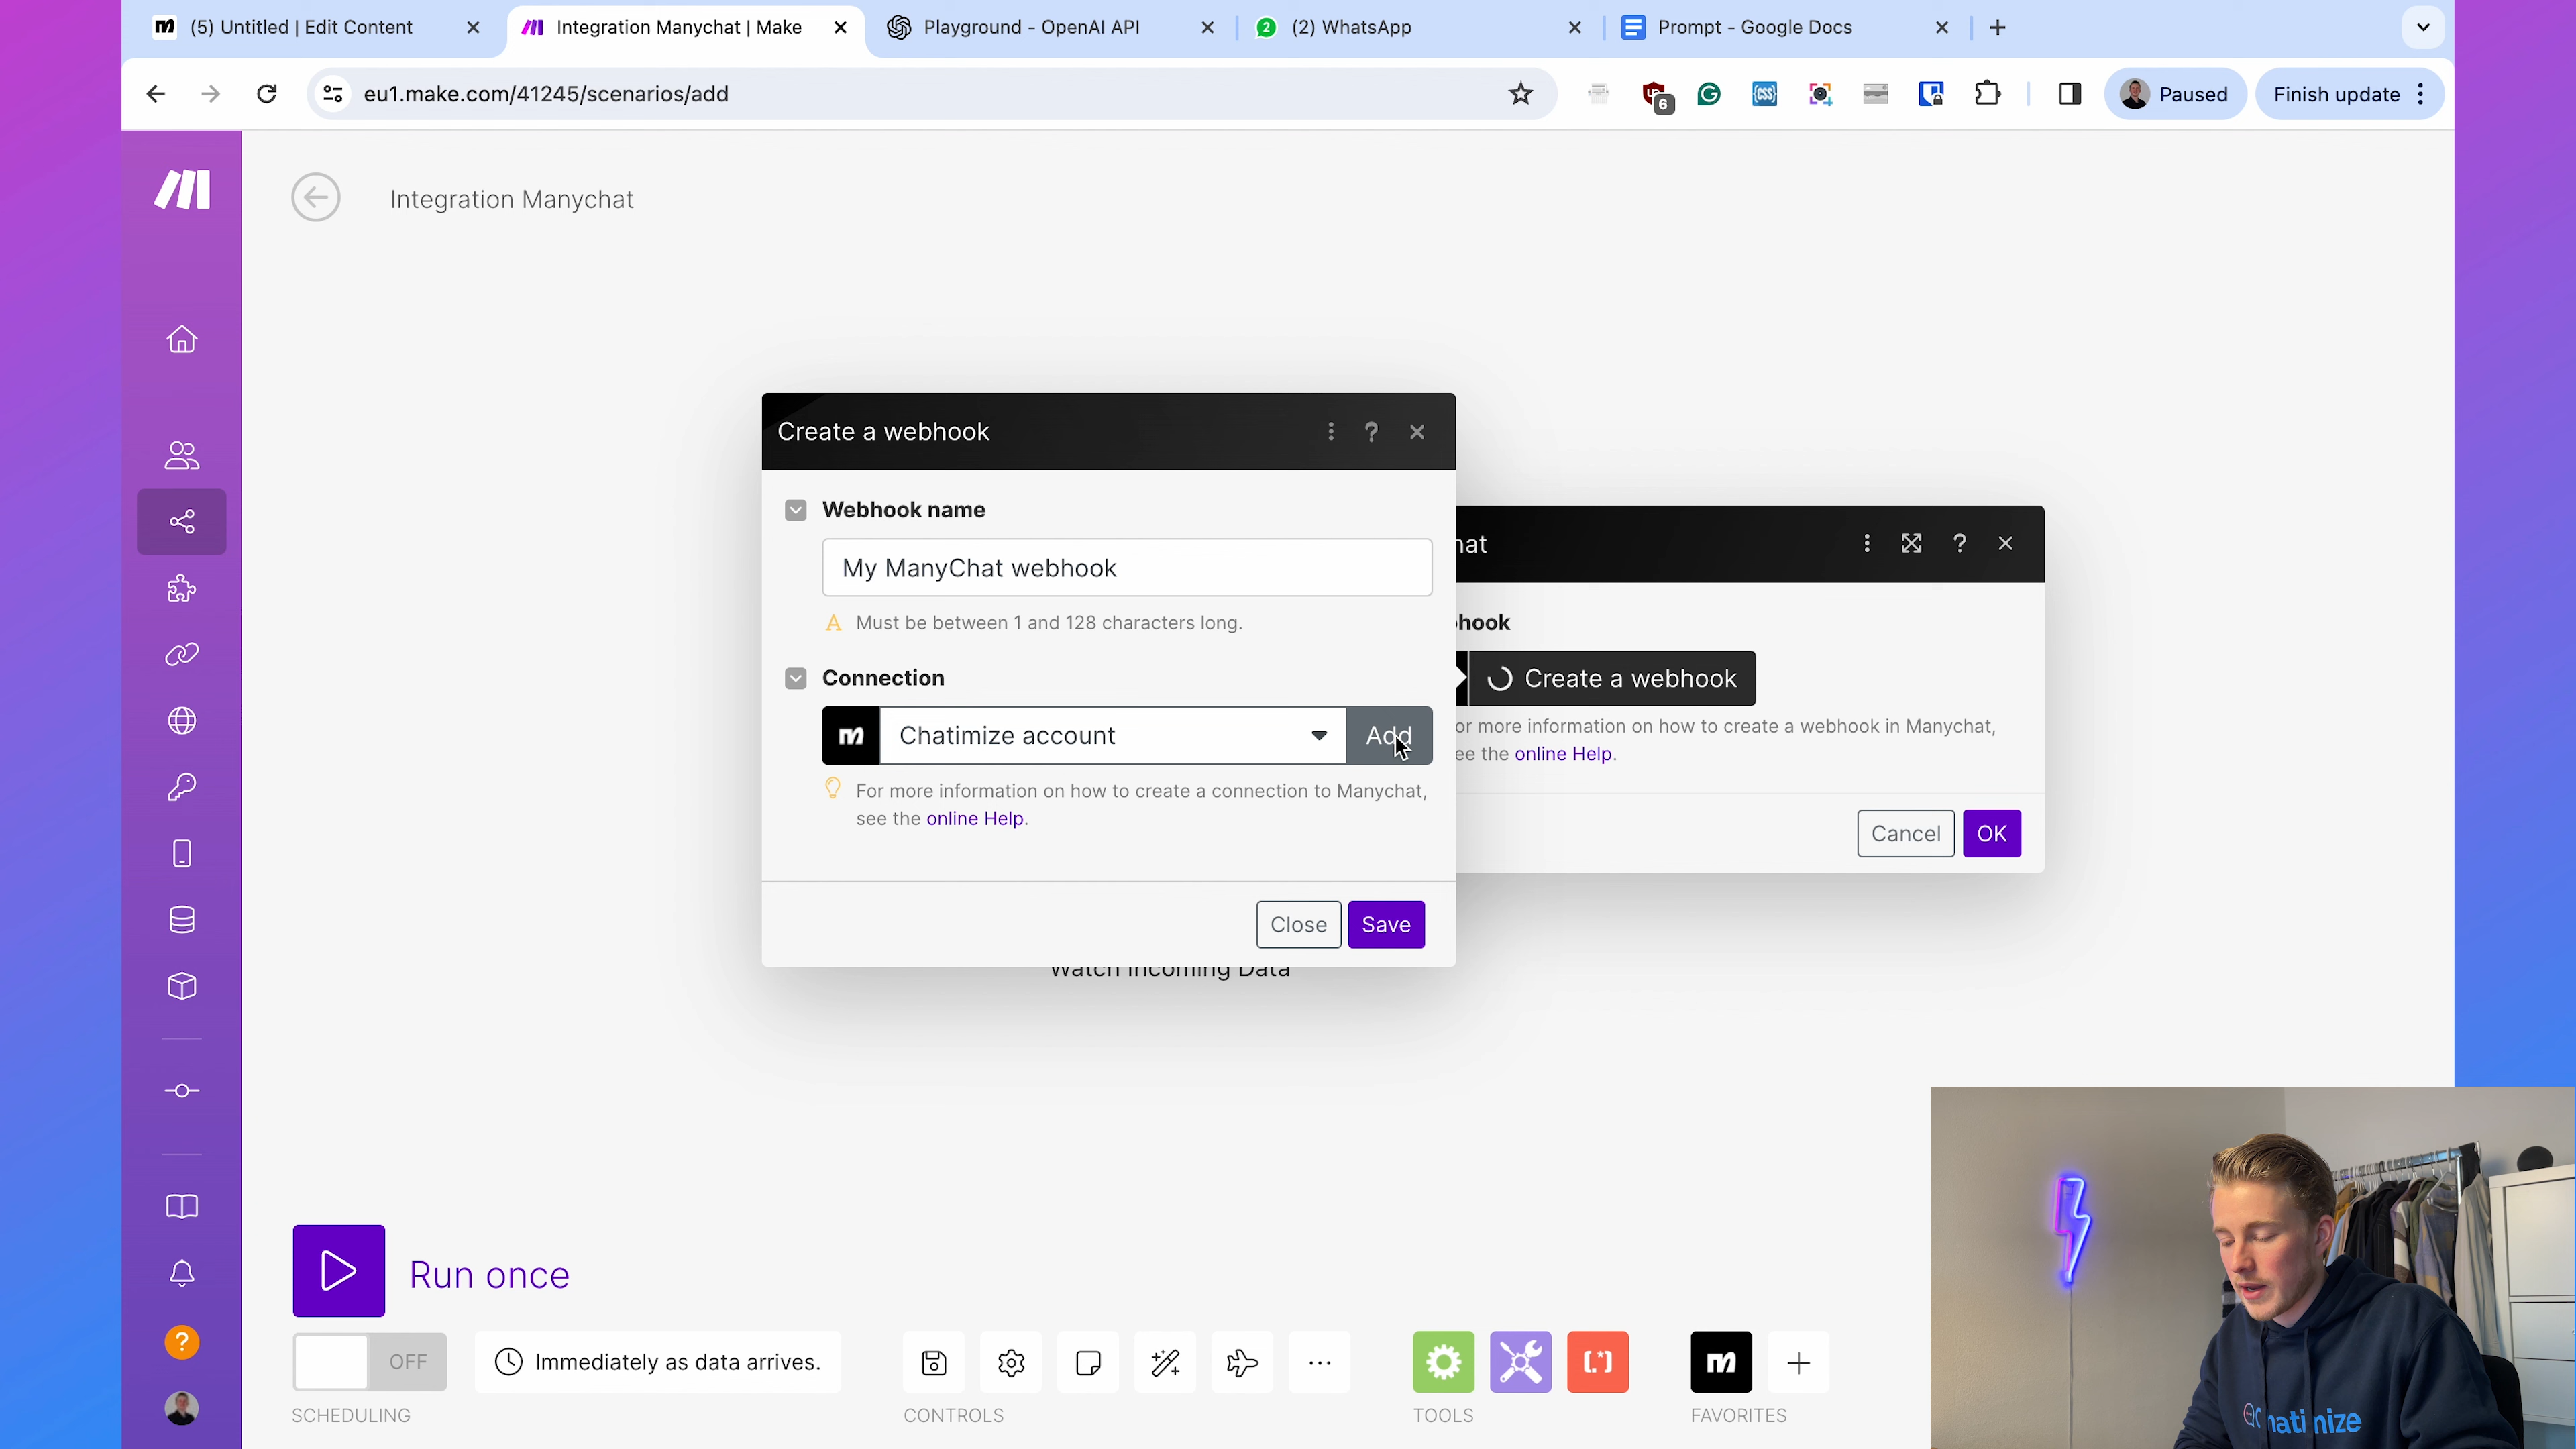 (5) Untitled | Edit Content
Integration Manychat | Make
Playground - OpenAI API
2
(2) WhatsApp
Prompt - Google Docs
eu1.make.com/41245/scenarios/add
6
Paused
Finish update
Integration Manychat
Create a webhook
Webhook name
My ManyChat webhook
Must be between 1 and 128 characters long.
Connection
Chatimize account
Add
For more information on how to create a connection to Manychat,
see the online Help.
Close
Save
hat
hook
Create a webhook
or more information on how to create a webhook in Manychat,
ee the online Help.
Cancel
OK
Watch Incoming Data
Run once
OFF
Immediately as data arrives.
SCHEDULING
CONTROLS
TOOLS
FAVORITES